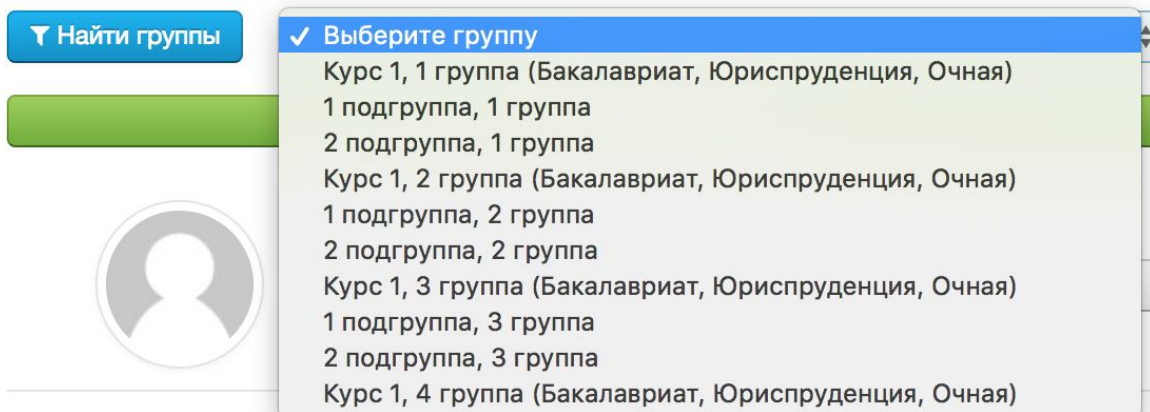 Найти группы
✓ Выберите группу
Курс 1, 1 группа (Бакалавриат, Юриспруденция, Очная)
1 подгруппа, 1 группа
2 подгруппа, 1 группа
Курс 1, 2 группа (Бакалавриат, Юриспруденция, Очная)
1 подгруппа, 2 группа
2 подгруппа, 2 группа
Курс 1, 3 группа (Бакалавриат, Юриспруденция, Очная)
1 подгруппа, 3 группа
2 подгруппа, 3 группа
Курс 1, 4 группа (Бакалавриат, Юриспруденция, Очная)